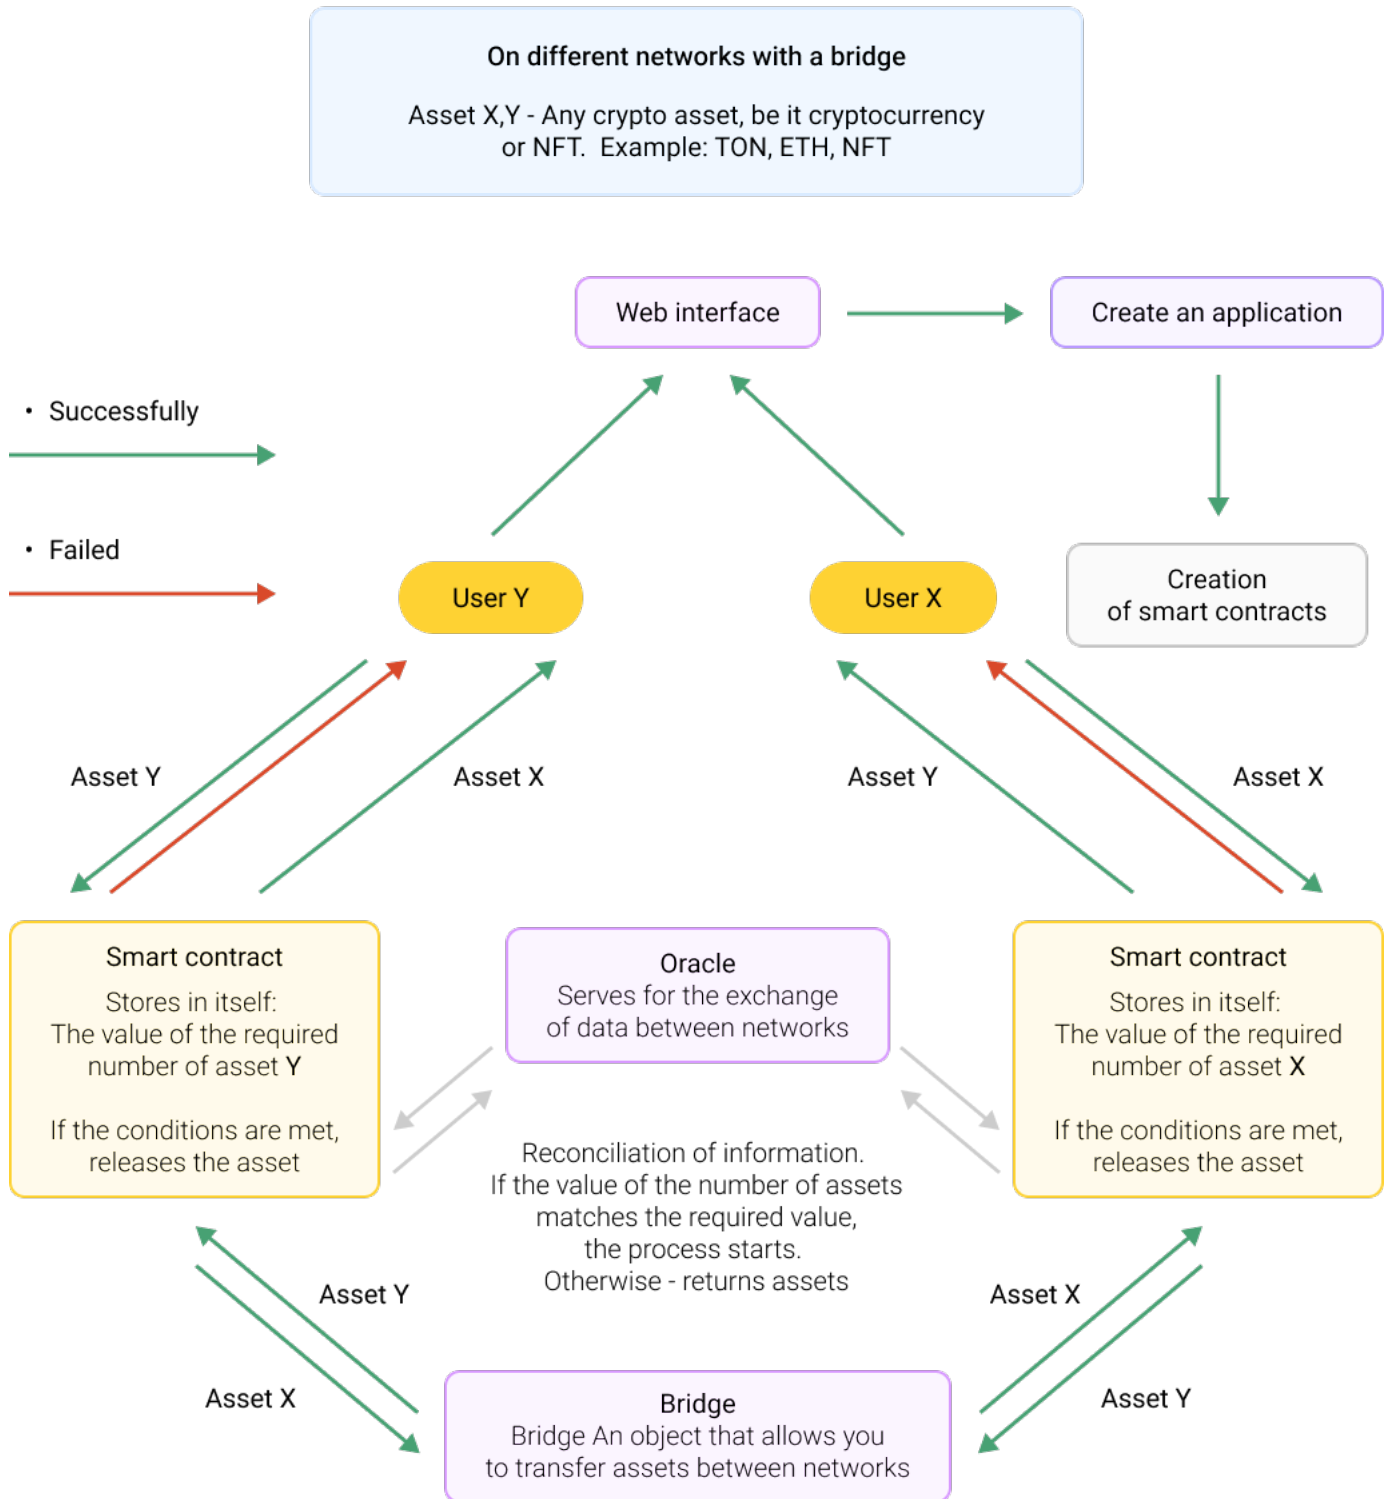 On different networks with a bridge
Asset X,Y - Any crypto asset, be it cryptocurrency
or NFT. Example: TON, ETH, NFT
Web interface
Create an application
• Successfully
• Failed
User Y
User X
Creation
of smart contracts
Asset Y
Asset X
Asset Y
Asset X
Smart contract
Stores in itself:
The value of the required
number of asset Y
If the conditions are met,
releases the asset
Oracle
Serves for the exchange
of data between networks
Smart contract
Stores in itself:
The value of the required
number of asset X
If the conditions are met,
releases the asset
Reconciliation of information.
If the value of the number of assets
matches the required value,
the process starts.
Otherwise - returns assets
Asset Y
Asset X
Asset X
Asset Y
Bridge
Bridge An object that allows you
to transfer assets between networks